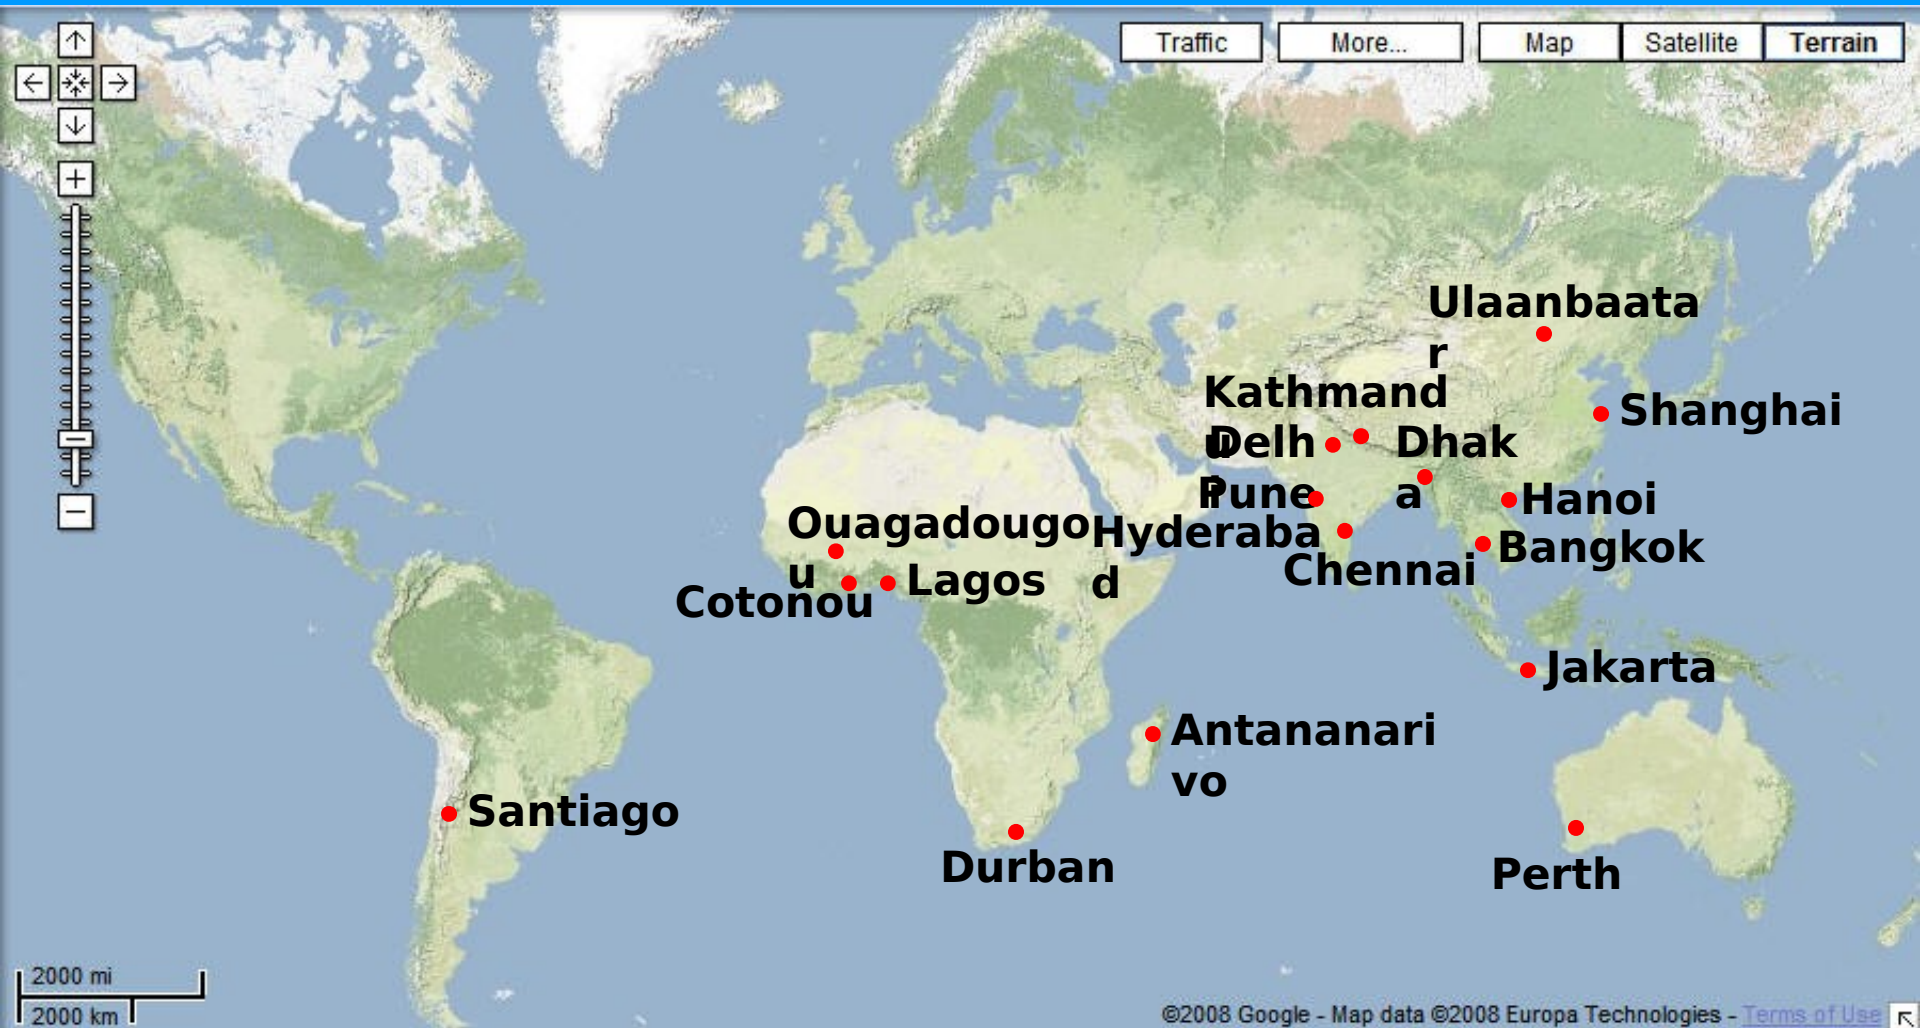 Traffic
More...
Map
Satellite
Terrain
Ulaanbaata
r
Kathmand
u
Shanghai
Delh
i
Dhak
a
Pune
Hanoi
Ouagadougo
u
Hyderaba
d
Bangkok
Chennai
Lagos
Cotonou
Jakarta
Antananari
vo
Santiago
Durban
Perth
2000 mi
2000 km
©2008 Google - Map data ©2008 Europa Technologies - Terms of Use